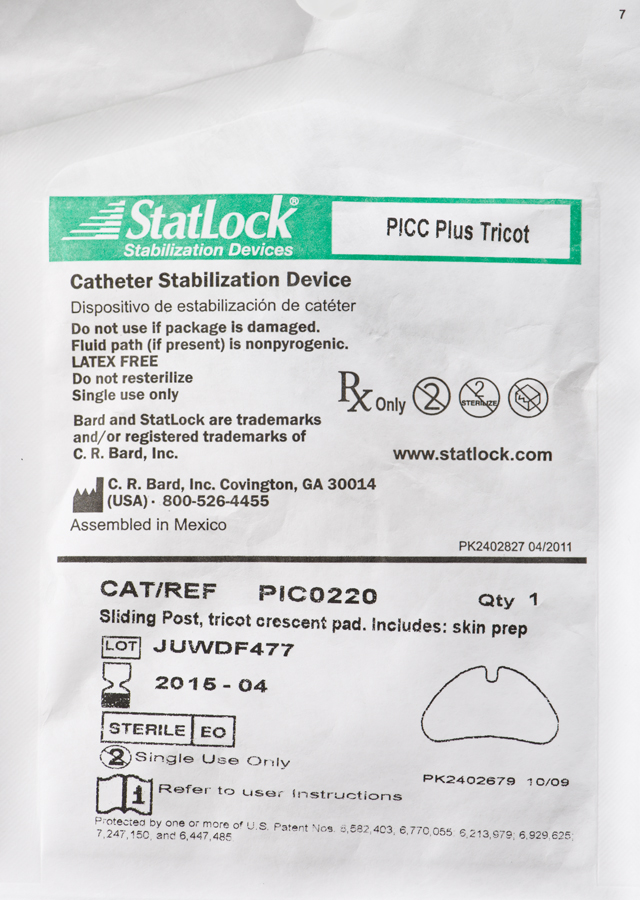 7
StatLock®
Stabilization Devices
PICC Plus Tricot
Catheter Stabilization Device
Dispositivo de estabilización de catéter
Do not use if package is damaged.
Fluid path (if present) is nonpyrogenic.
LATEX FREE
Do not resterilize
Single use only
Rx Only 2 2 STERILIZE
Bard and StatLock are trademarks
and/or registered trademarks of
C. R. Bard, Inc.
www.statlock.com
C. R. Bard, Inc. Covington, GA 30014
(USA) · 800-526-4455
Assembled in Mexico
PK2402827 04/2011
CAT/REF PIC0220 Qty 1
Sliding Post, tricot crescent pad. Includes: skin prep
LOT JUWDF477
2015 - 04
STERILE EO
2 Single Use Only
PK2402679 10/09
i Refer to user Instructions
Protected by one or more of U.S. Patent Nos. 6,770,055; 6,213,979; 6,929,625;
7,247,150, and 6,447,485